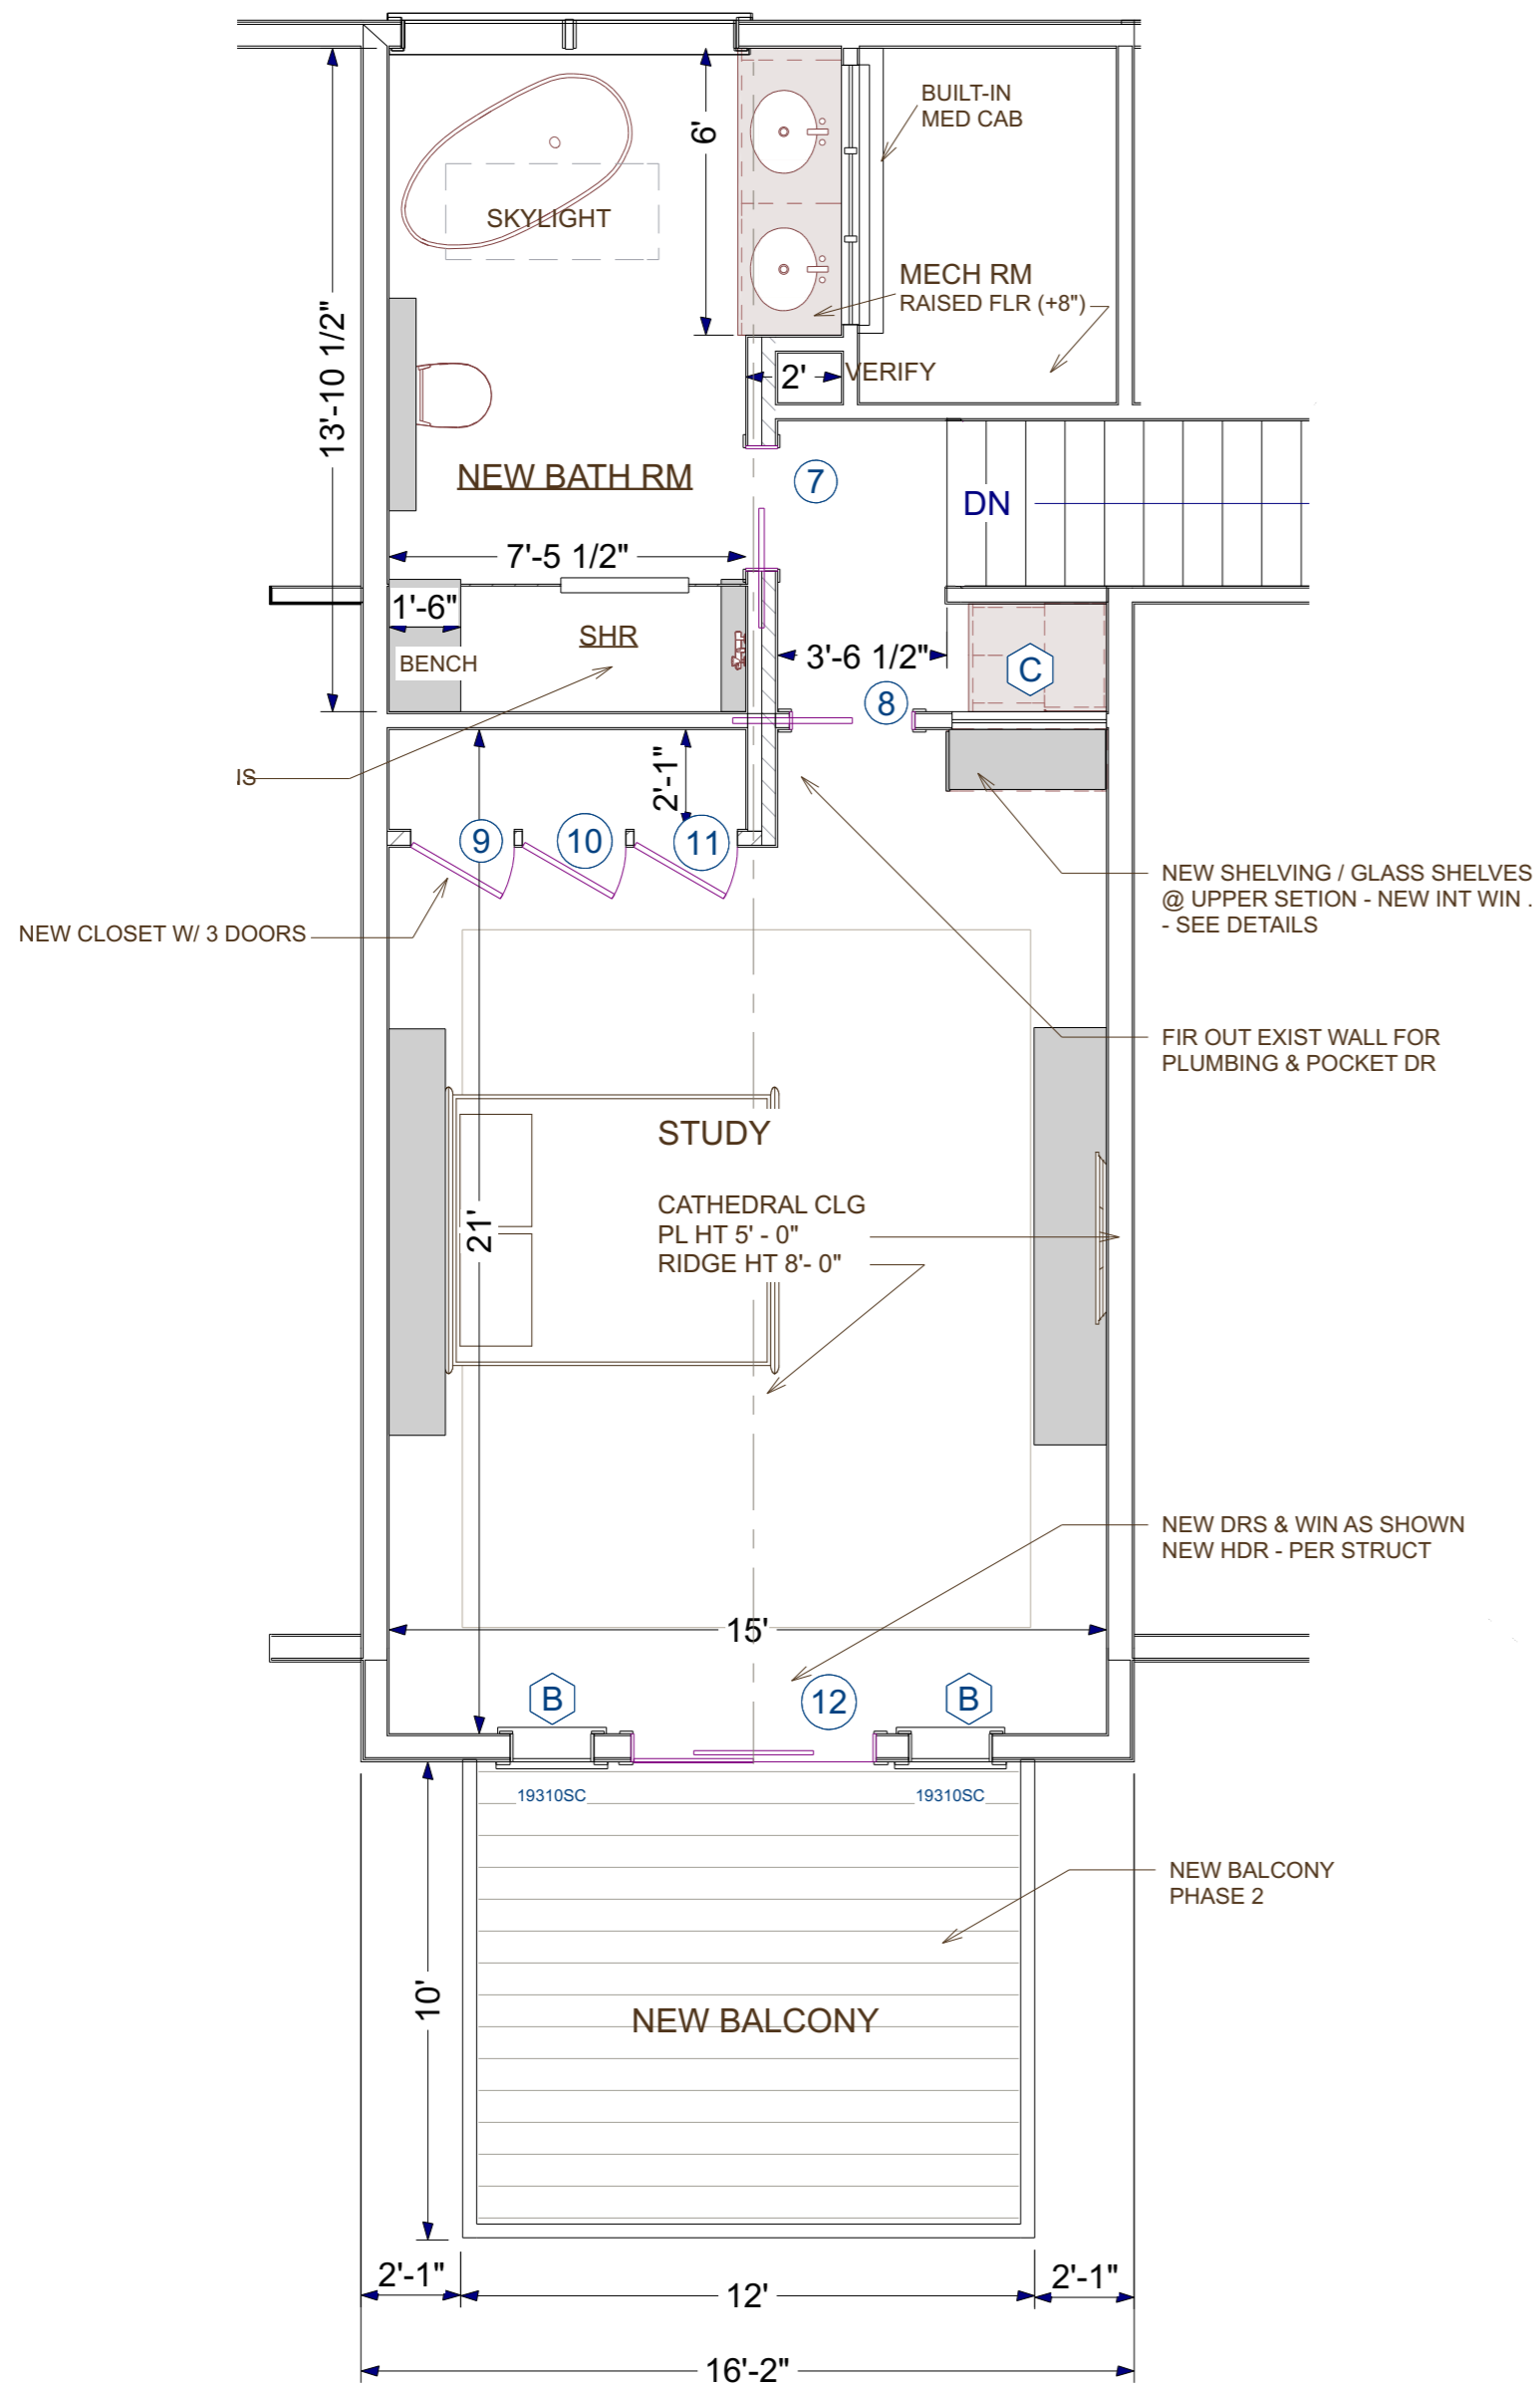 BUILT-IN
MED CAB
6'
SKYLIGHT
MECH RM
RAISED FLR (+8")
13'-10 1/2"
2'
VERIFY
NEW BATH RM
7
DN
7'-5 1/2"
1'-6"
SHR
BENCH
3'-6 1/2"
C
8
IS
2'-1"
9
10
11
NEW SHELVING / GLASS SHELVES
@ UPPER SETION - NEW INT WIN .
- SEE DETAILS
NEW CLOSET W/ 3 DOORS
FIR OUT EXIST WALL FOR
PLUMBING & POCKET DR
STUDY
CATHEDRAL CLG
PL HT 5' - 0"
RIDGE HT 8'- 0"
21'
NEW DRS & WIN AS SHOWN
NEW HDR - PER STRUCT
15'
B
12
B
19310SC
19310SC
NEW BALCONY
PHASE 2
10'
NEW BALCONY
2'-1"
12'
2'-1"
16'-2"